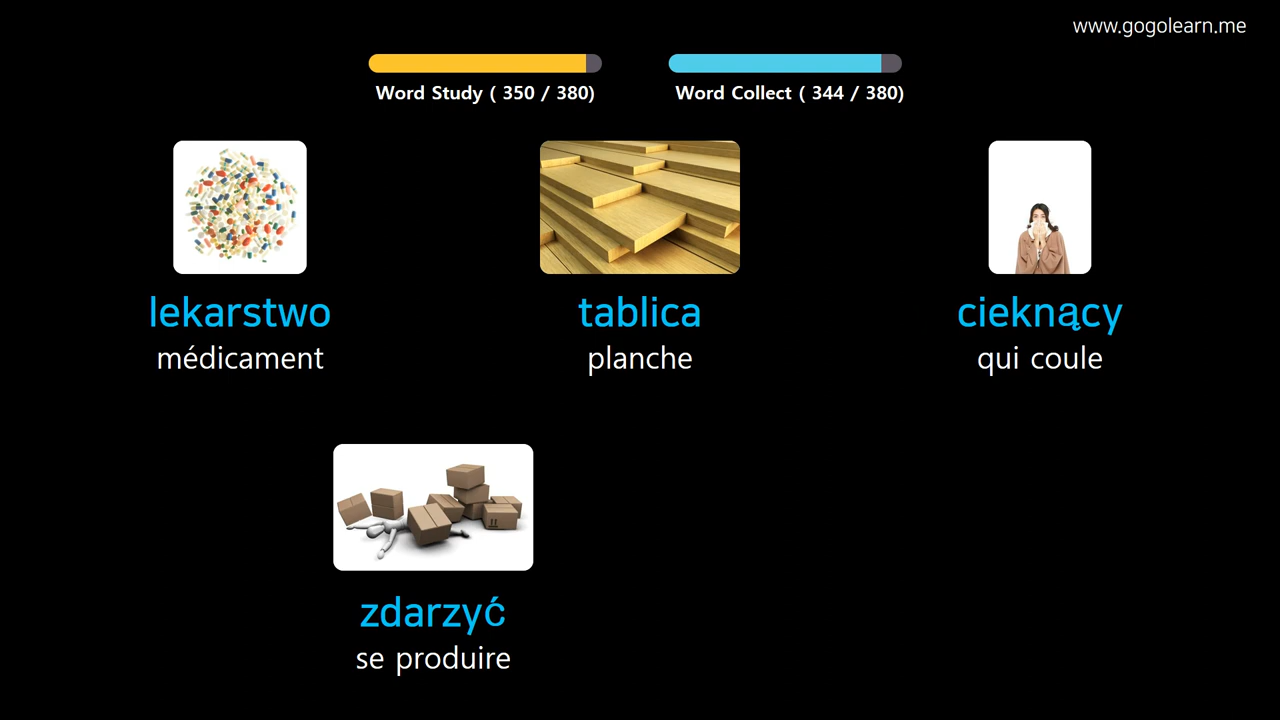 www.gogolearn.me
Word Study ( 350 / 380)
Word Collect ( 344 / 380)
lekarstwo
médicament
tablica
planche
cieknący
qui coule
zdarzyć
se produire